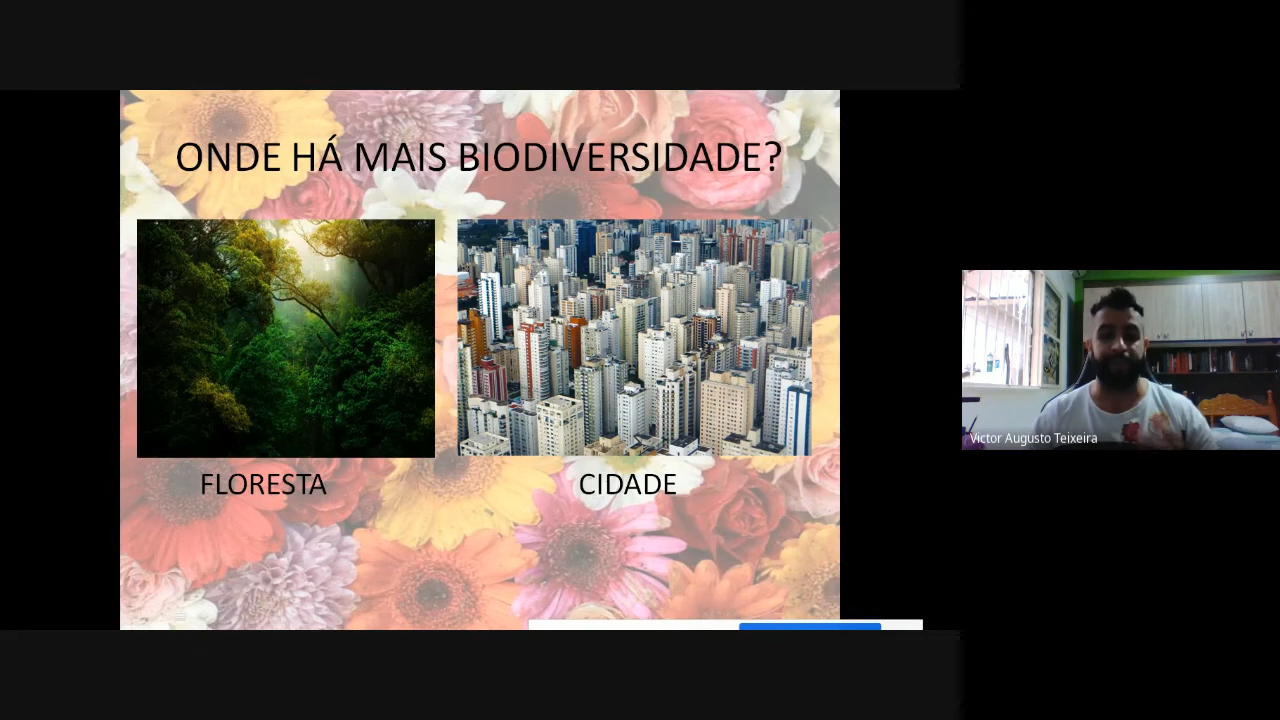 ONDE HÁ MAIS BIODIVERSIDADE?
FLORESTA
CIDADE
Victor Augusto Teixeira